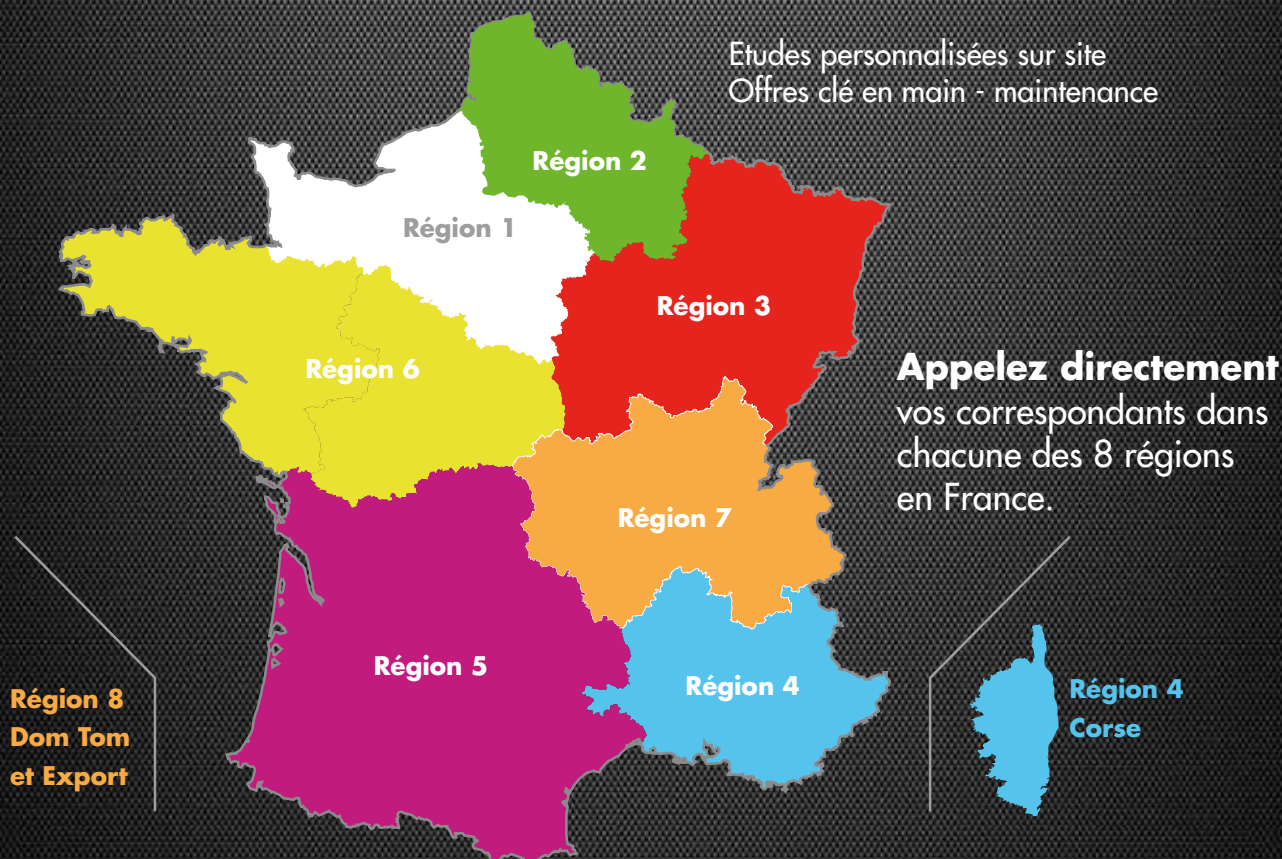 Etudes personnalisées sur site
Offres clé en main - maintenance
Région 2
Région 1
Région 3
Région 6
Appelez directement
vos correspondants dans
chacune des 8 régions
en France.
Région 7
Région 5
Région 4
Région 8
Dom Tom
et Export
Région 4
Corse